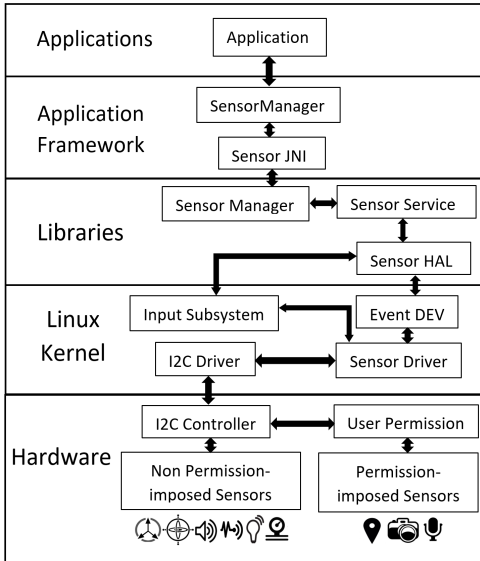 Applications
Application
Application
Framework
SensorManager
Sensor JNI
Libraries
Sensor Manager
Sensor Service
Sensor HAL
Linux
Kernel
Input Subsystem
Event DEV
I2C Driver
Sensor Driver
Hardware
I2C Controller
User Permission
Non Permission-
imposed Sensors
Permission-
imposed Sensors